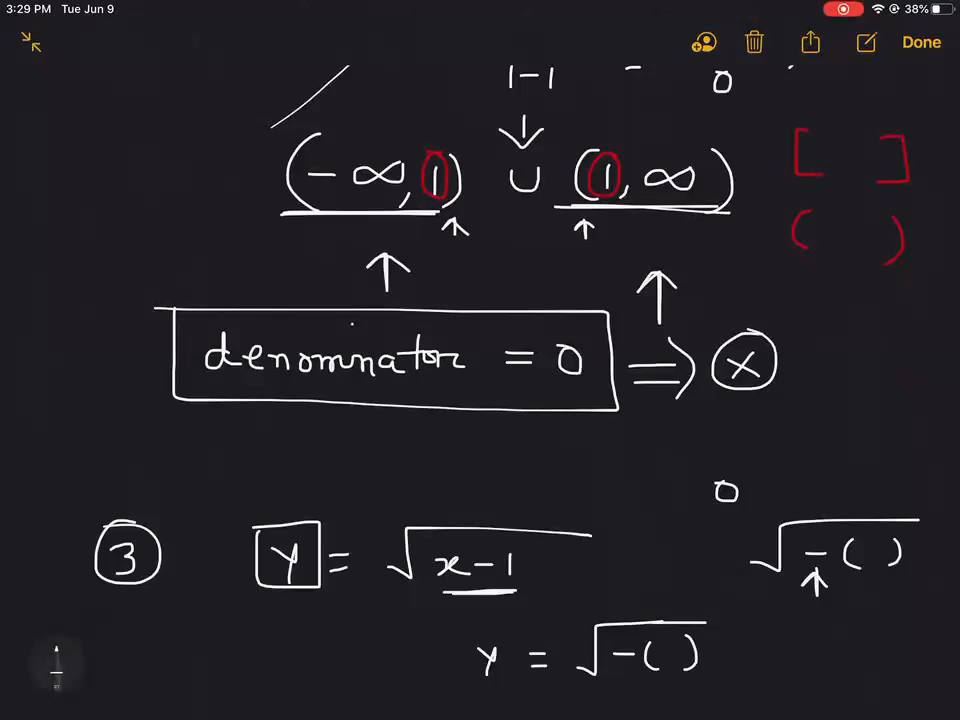 3:29 PM Tue Jun 9 38%
Done
1-1 - 0
(-∞, 1) ∪ (1, ∞) [ ]
( )
denominator = 0 => x
0
3 y = √x-1 √-( )
y = √-( )